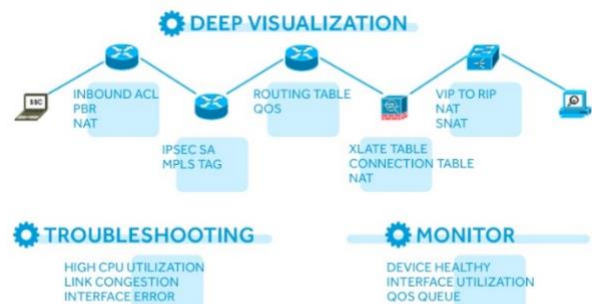 DEEP VISUALIZATION
INBOUND ACL
PBR
NAT
IPSEC SA
MPLS TAG
ROUTING TABLE
QOS
XLATE TABLE
CONNECTION TABLE
NAT
VIP TO RIP
NAT
SNAT
TROUBLESHOOTING
HIGH CPU UTILIZATION
LINK CONGESTION
INTERFACE ERROR
MONITOR
DEVICE HEALTHY
INTERFACE UTILIZATION
QOS QUEUE